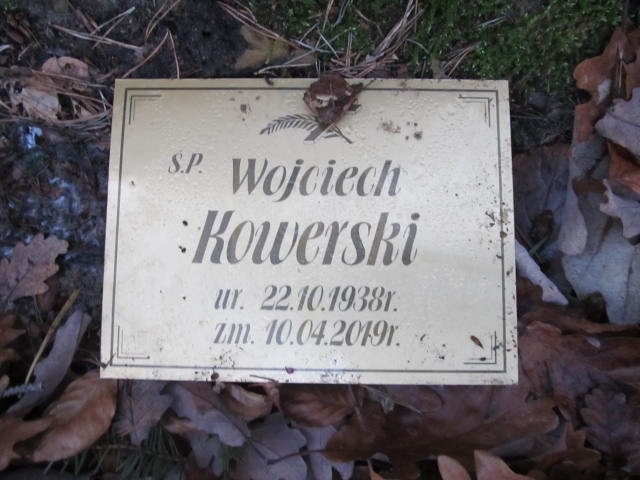 Ś.P. Wojciech
Kowerski
ur. 22.10.1938r.
zm. 10.04.2019r.